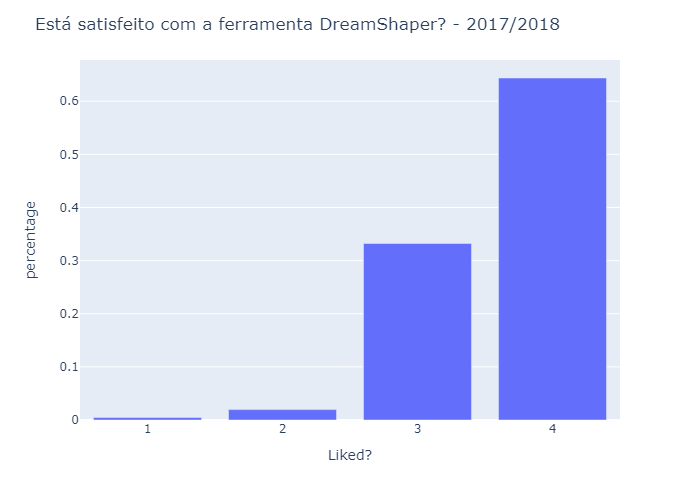 Está satisfeito com a ferramenta DreamShaper? - 2017/2018
percentage
0.6
0.5
0.4
0.3
0.2
0.1
0
1 2 3 4
Liked?